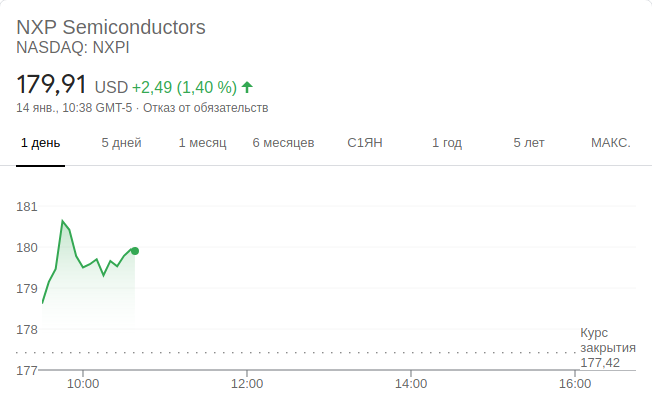 NXP Semiconductors
NASDAQ: NXPI
179,91 USD +2,49 (1,40 %)
14 янв., 10:38 GMT-5 · Отказ от обязательств
1 день 5 дней 1 месяц 6 месяцев С1ЯН 1 год 5 лет МАКС.
181
180
179
178
177
Курс
закрытия
177,42
10:00 12:00 14:00 16:00